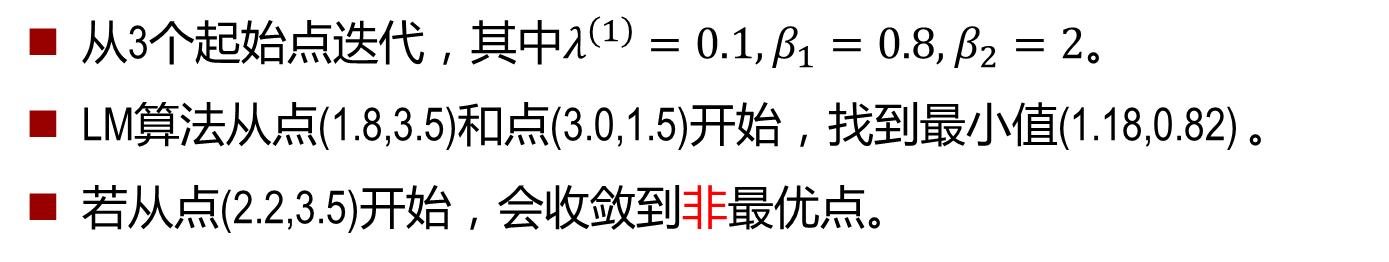 从3个起始点迭代，其中λ⁽¹⁾ = 0.1, β₁ = 0.8, β₂ = 2。
LM算法从点(1.8,3.5)和点(3.0,1.5)开始，找到最小值(1.18,0.82) 。
若从点(2.2,3.5)开始，会收敛到非最优点。